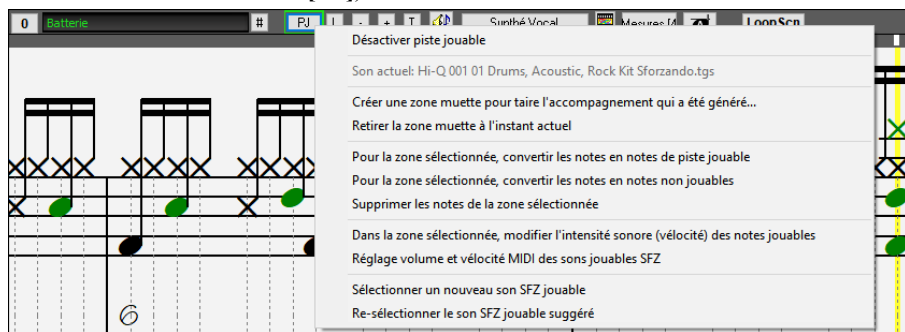 0 Batterie # PJ - + T Synthé Vocal Mesures LoopScn
Désactiver piste jouable
Son actuel: Hi-Q 001 01 Drums, Acoustic, Rock Kit Sforzando.tgs
Créer une zone muette pour taire l'accompagnement qui a été généré...
Retirer la zone muette à l'instant actuel
Pour la zone sélectionnée, convertir les notes en notes de piste jouable
Pour la zone sélectionnée, convertir les notes en notes non jouables
Supprimer les notes de la zone sélectionnée
Dans la zone sélectionnée, modifier l'intensité sonore (vélocité) des notes jouables
Réglage volume et vélocité MIDI des sons jouables SFZ
Sélectionner un nouveau son SFZ jouable
Re-sélectionner le son SFZ jouable suggéré
6